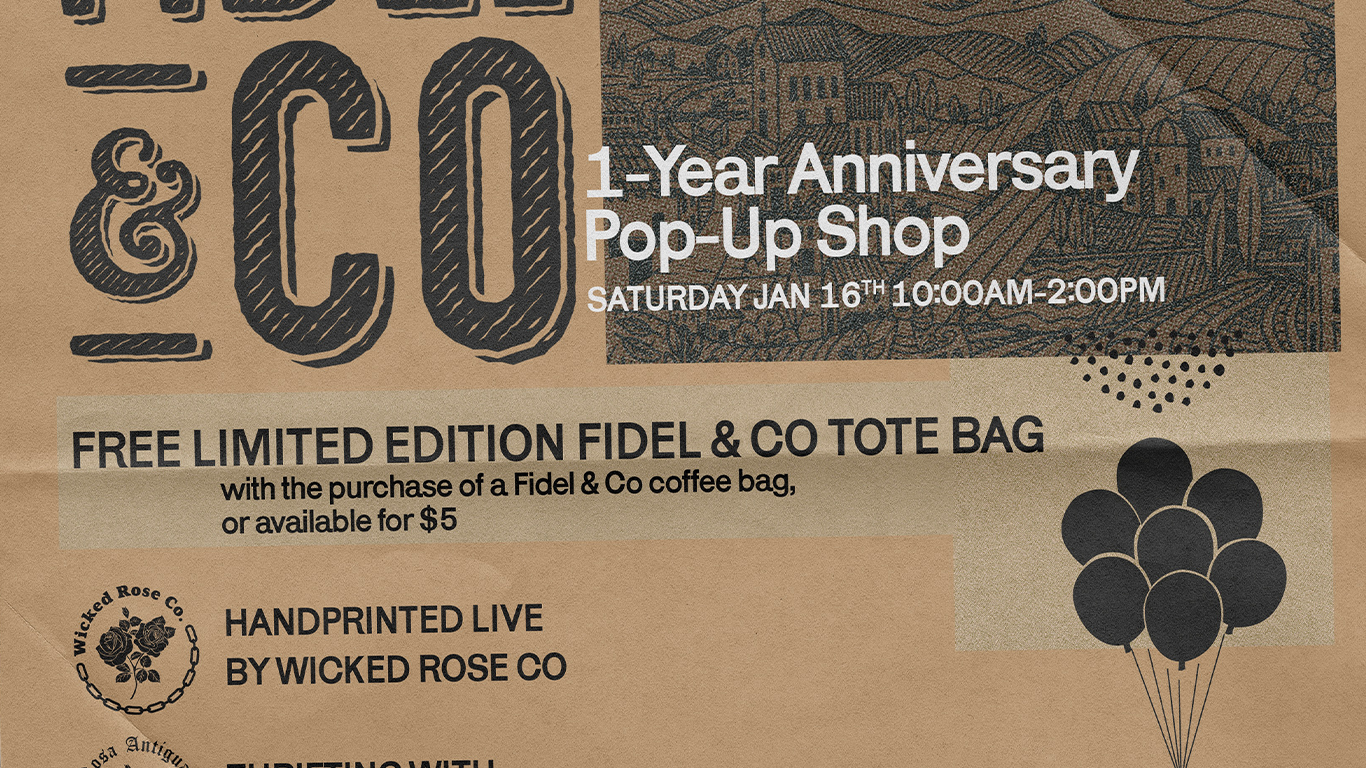 & CO
1-Year Anniversary
Pop-Up Shop
SATURDAY JAN 16TH 10:00AM-2:00PM
FREE LIMITED EDITION FIDEL & CO TOTE BAG
with the purchase of a Fidel & Co coffee bag,
or available for $5
Wicked Rose Co.
HANDPRINTED LIVE
BY WICKED ROSE CO